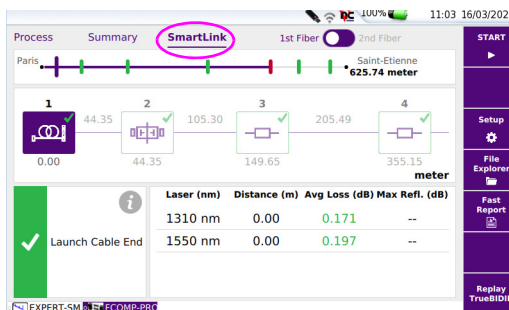 100% 11:03 16/03/202
Process Summary SmartLink 1st Fiber 2nd Fiber START
Paris Saint-Etienne
625.74 meter
1 2 3 4
44.35 105.30 205.49
Setup
0.00 44.35 149.65 355.15
meter
File
Explorer
Laser (nm) Distance (m) Avg Loss (dB) Max Refl. (dB)
Fast
Report
1310 nm 0.00 0.171 --
Launch Cable End 1550 nm 0.00 0.197 --
Replay
TrueBIDI
EXPERT-SM FCOMP-PRO